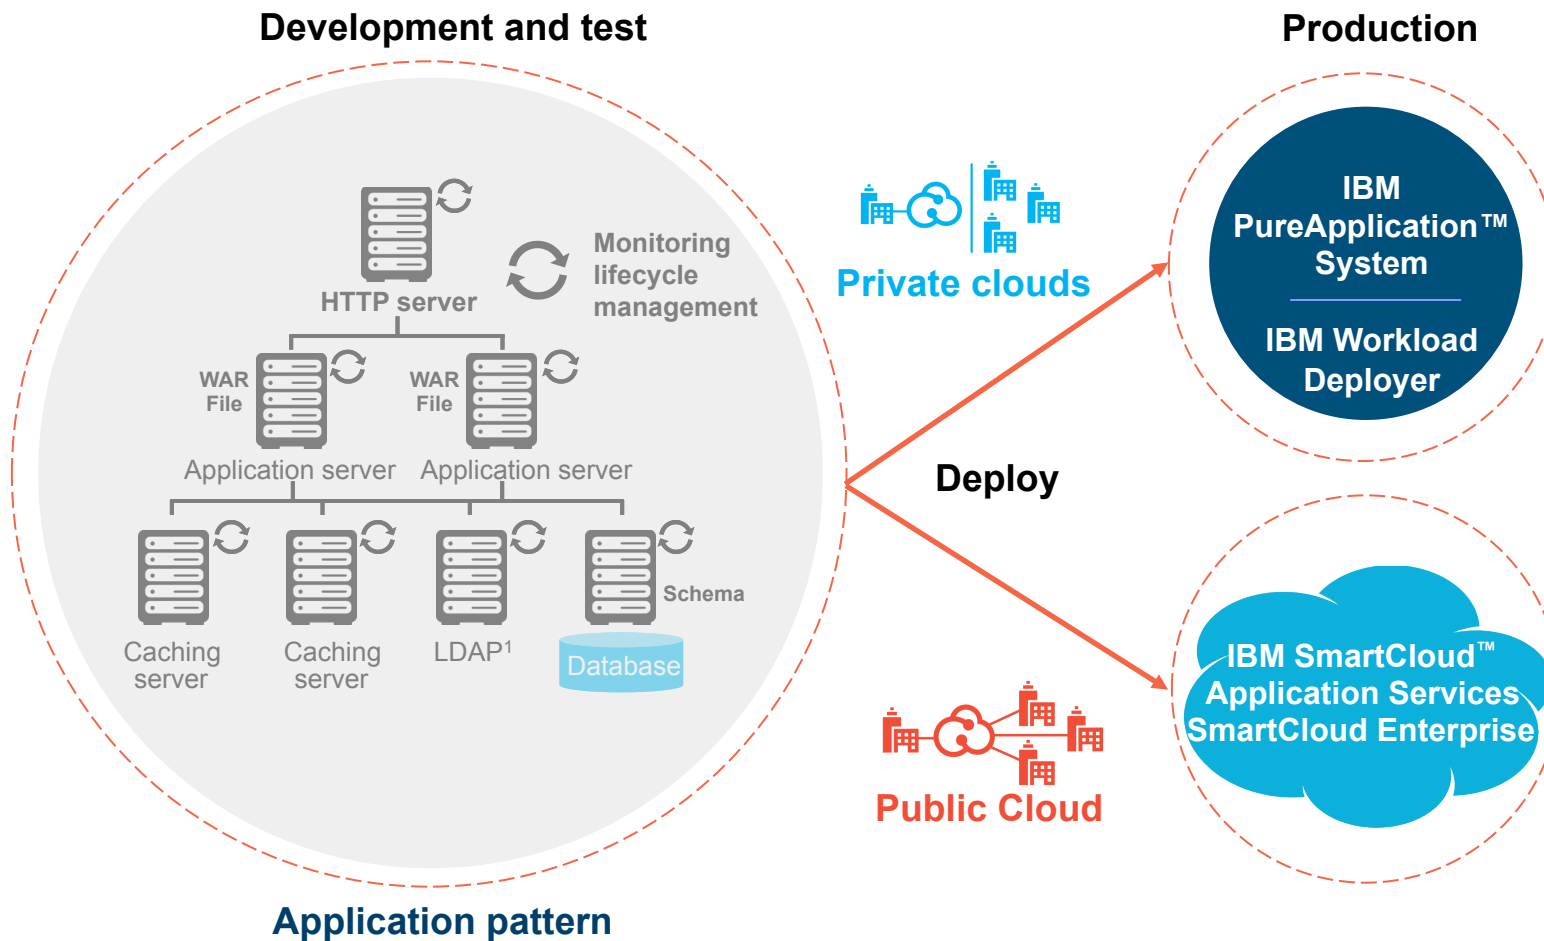 Development and test
Production
HTTP server
Monitoring
lifecycle
management
WAR
File
WAR
File
Application server
Application server
Caching
server
Caching
server
LDAP¹
Schema
Database
Application pattern
Private clouds
Deploy
Public Cloud
IBM
PureApplication™
System
IBM Workload
Deployer
IBM SmartCloud™
Application Services
SmartCloud Enterprise